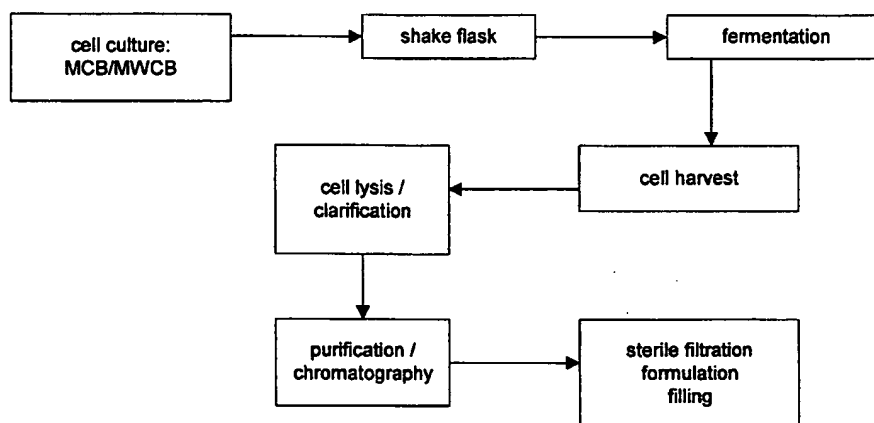 cell culture:
MCB/MWCB
shake flask
fermentation
cell harvest
cell lysis /
clarification
purification /
chromatography
sterile filtration
formulation
filling